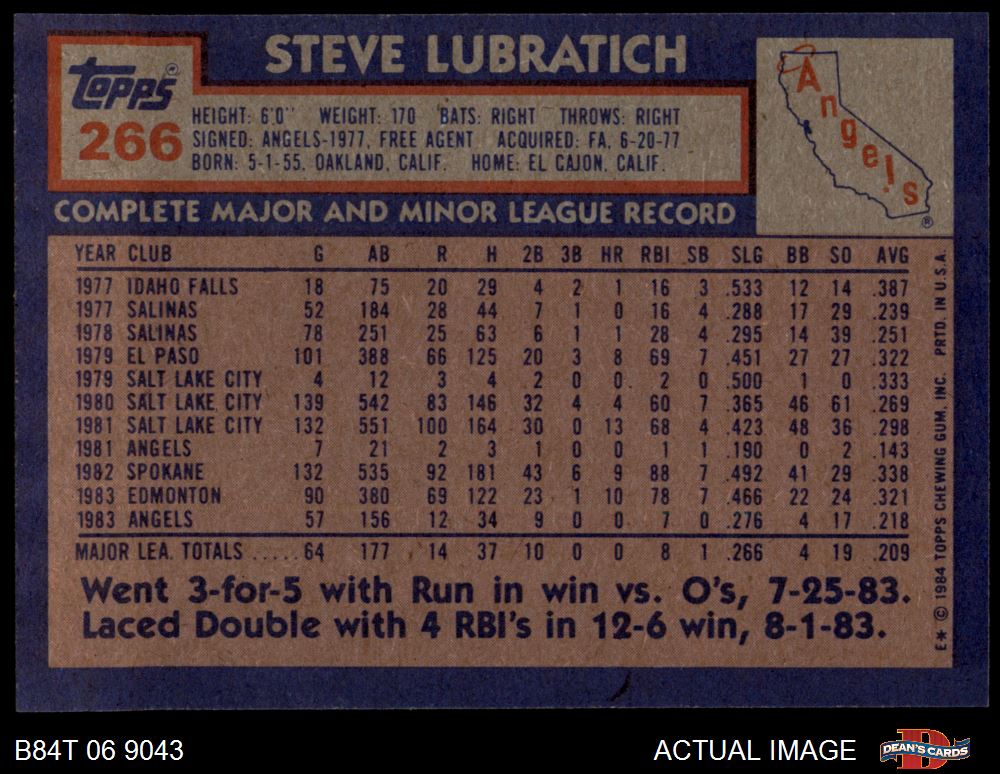 STEVE LUBRATICH
TOPPS®
266
HEIGHT: 6'0" WEIGHT: 170 BATS: RIGHT THROWS: RIGHT
SIGNED: ANGELS-1977, FREE AGENT ACQUIRED: FA, 6-20-77
BORN: 5-1-55, OAKLAND, CALIF. HOME: EL CAJON, CALIF.
Angels
®
COMPLETE MAJOR AND MINOR LEAGUE RECORD
YEAR CLUB G AB R H 2B 3B HR RBI SB SLG BB SO AVG
1977 IDAHO FALLS 18 75 20 29 4 2 1 16 3 .533 12 14 .387
1977 SALINAS 52 184 28 44 7 1 0 16 4 .288 17 29 .239
1978 SALINAS 78 251 25 63 6 1 1 28 4 .295 14 39 .251
1979 EL PASO 101 388 66 125 20 3 8 69 7 .451 27 27 .322
1979 SALT LAKE CITY 4 12 3 4 2 0 0 2 0 .500 1 0 .333
1980 SALT LAKE CITY 139 542 83 146 32 4 4 60 7 .365 46 61 .269
1981 SALT LAKE CITY 132 551 100 164 30 0 13 68 4 .423 48 36 .298
1981 ANGELS 7 21 2 3 1 0 0 1 1 .190 0 2 .143
1982 SPOKANE 132 535 92 181 43 6 9 88 7 .492 41 29 .338
1983 EDMONTON 90 380 69 122 23 1 10 78 7 .466 22 24 .321
1983 ANGELS 57 156 12 34 9 0 0 7 0 .276 4 17 .218
MAJOR LEA. TOTALS .....64 177 14 37 10 0 0 8 1 .266 4 19 .209
Went 3-for-5 with Run in win vs. O's, 7-25-83.
Laced Double with 4 RBI's in 12-6 win, 8-1-83.
E* © 1984 TOPPS CHEWING GUM, INC. PRTD. IN U.S.A.
B84T 06 9043
ACTUAL IMAGE
DEAN'S CARDS